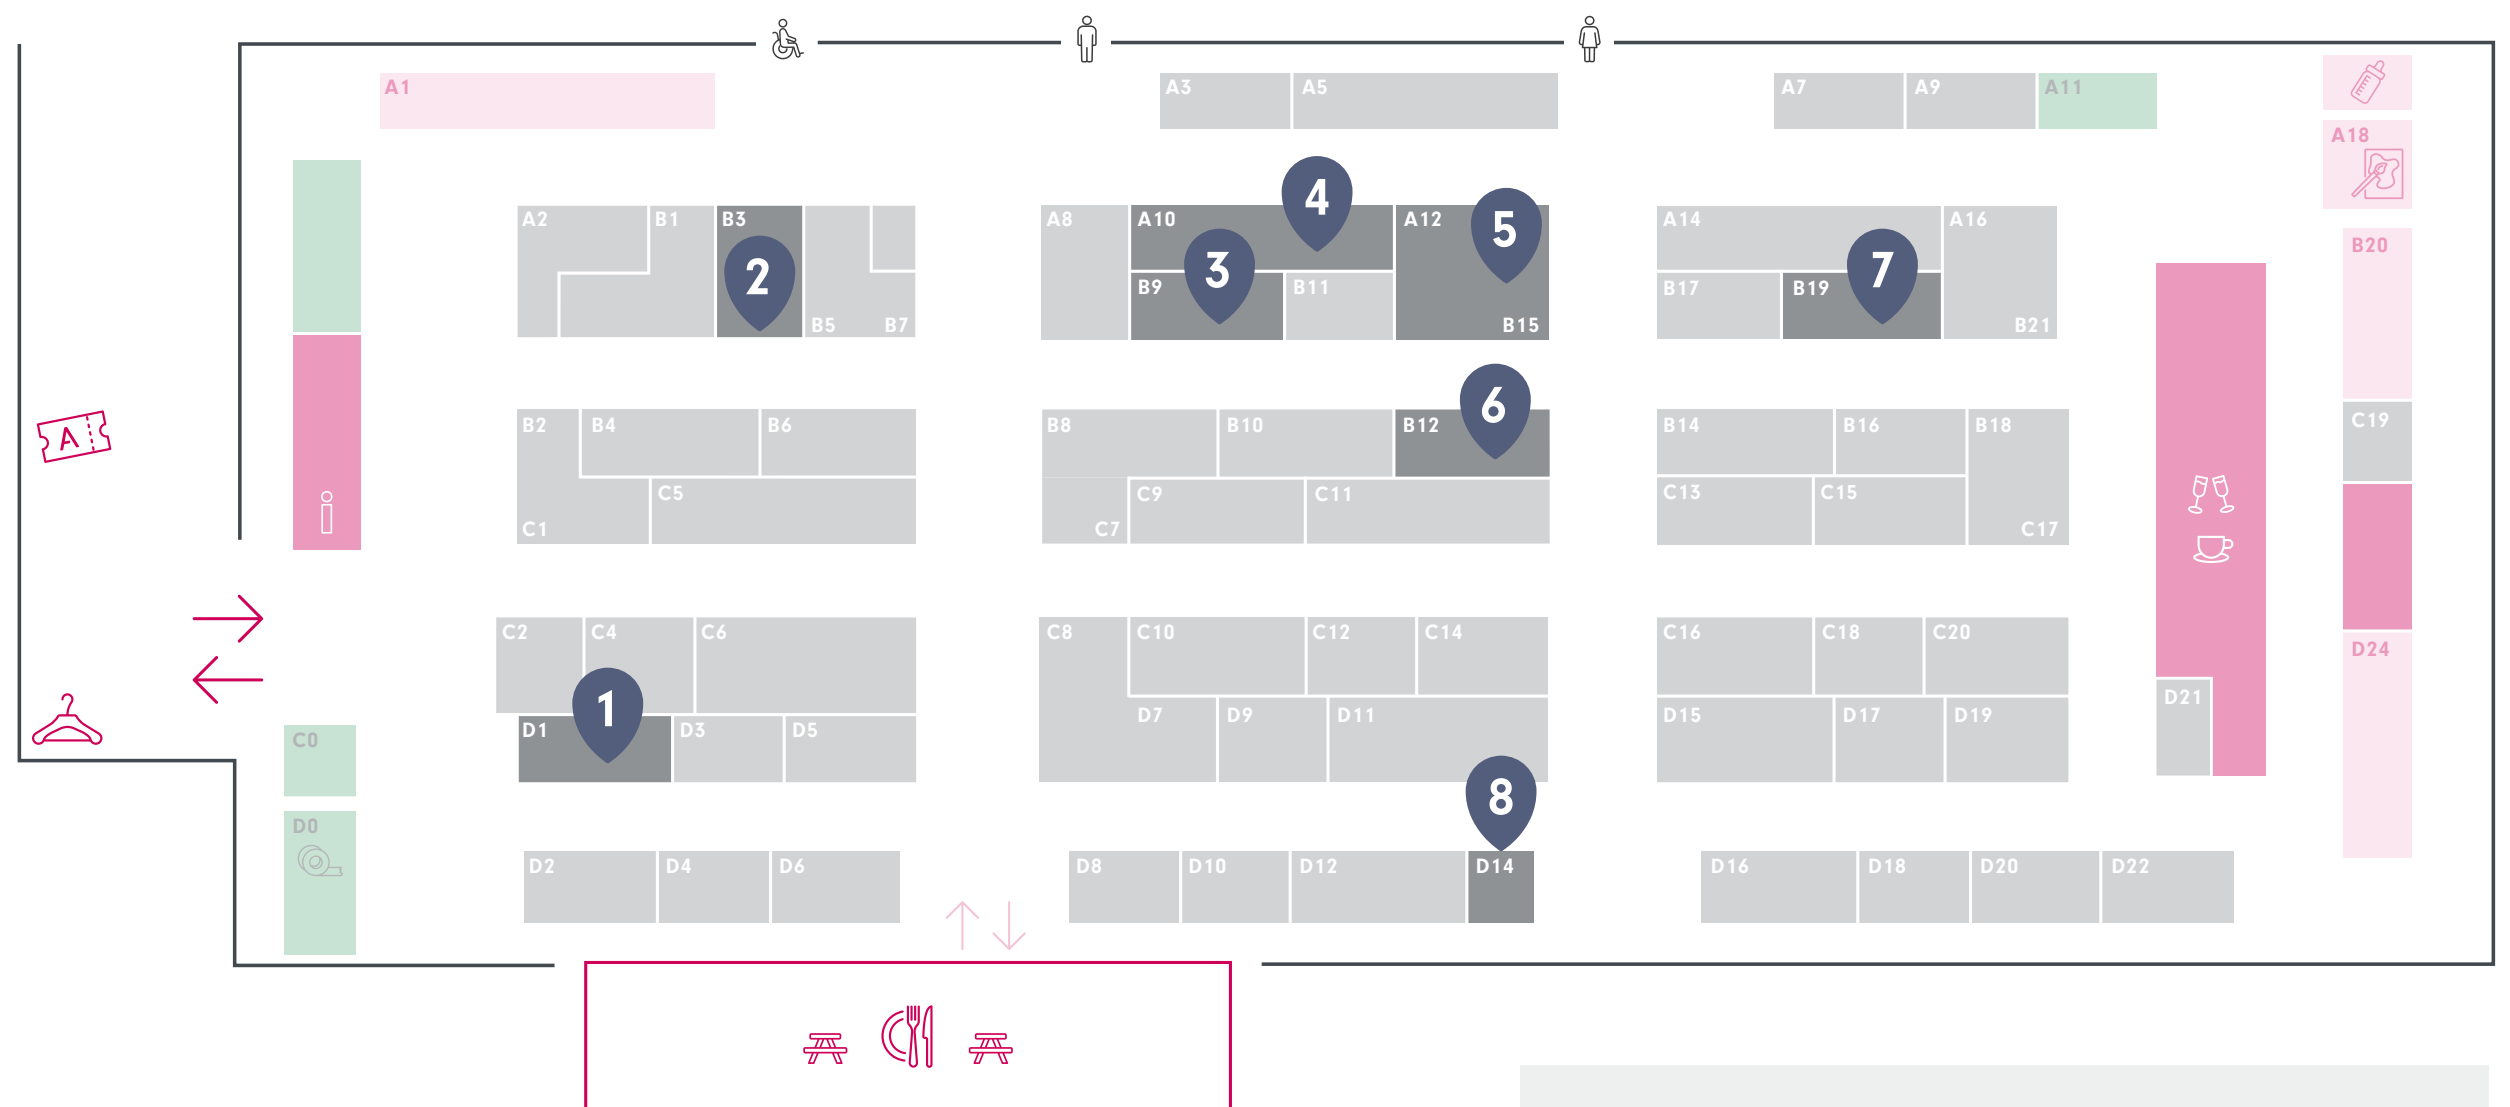 A1
A3 A5
A7 A9 A11
A18
A2 B1 B3
2
B5 B7
A8 A10 A12
3 4 5
B9 B11 B15
A14 A16
B17 B19 7 B21
B20
B2 B4 B6
C5
C1
B8 B10 B12 6
C9 C11
C7
B14 B16 B18
C13 C15
C17
C19
A
C2 C4 C6
1
D1 D3 D5
C8 C10 C12 C14
D7 D9 D11
C16 C18 C20
D15 D17 D19
D21
D24
C0
D0
D2 D4 D6
8
D8 D10 D12 D14
D16 D18 D20 D22